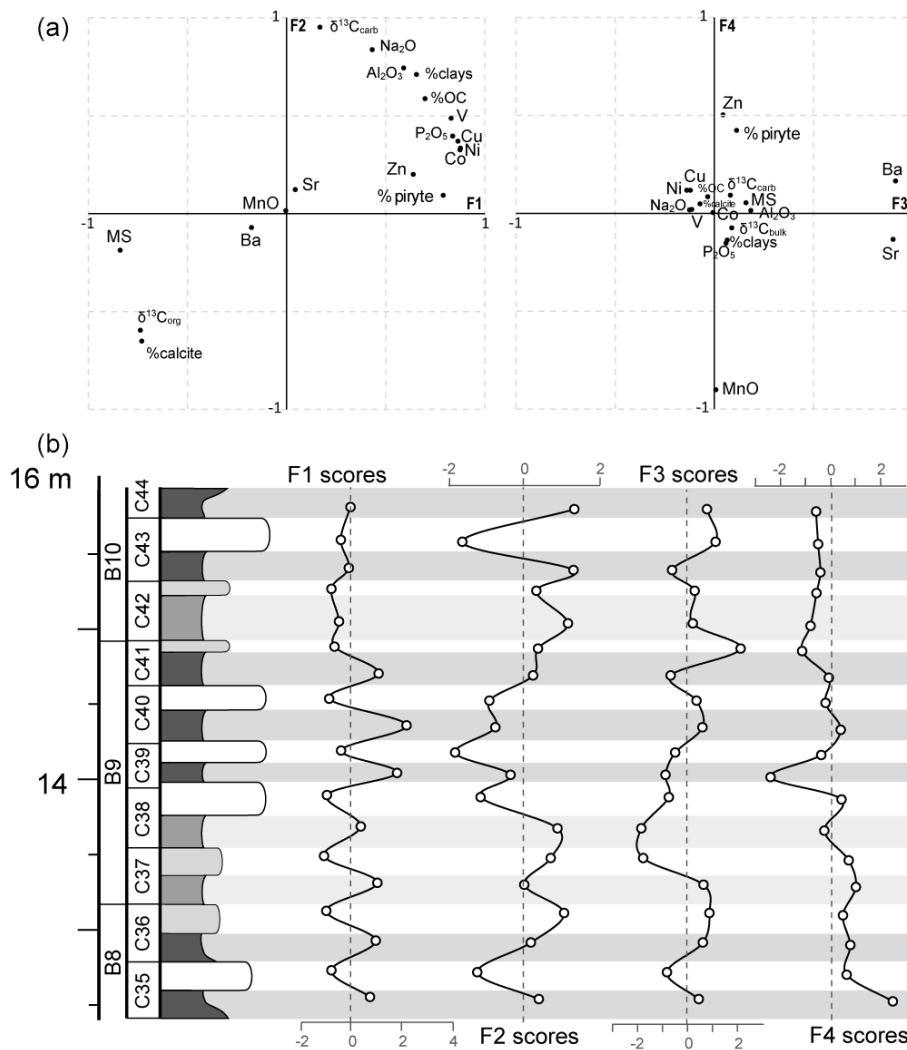 (a)
1
F2
δ¹³Ccarb
Na₂O
Al₂O₃
%clays
%OC
V
P₂O₅
Cu
Ni
Co
Zn
% piryte
Sr
MnO
F1
-1
1
MS
Ba
δ¹³Corg
%calcite
-1
1
F4
Zn
% piryte
Ba
Cu
Ni
%OC
δ¹³Ccarb
%calcite
MS
F3
Na₂O
V
Co
Al₂O₃
-1
1
δ¹³Cbulk
%clays
P₂O₅
Sr
MnO
-1
(b)
16 m
F1 scores
-2 0 2
F3 scores
-2 0 2
B10
C44
C43
C42
C41
C40
B9
C39
14
C38
C37
B8
C36
C35
-2 0 2 4
F2 scores
-2 0 2
F4 scores